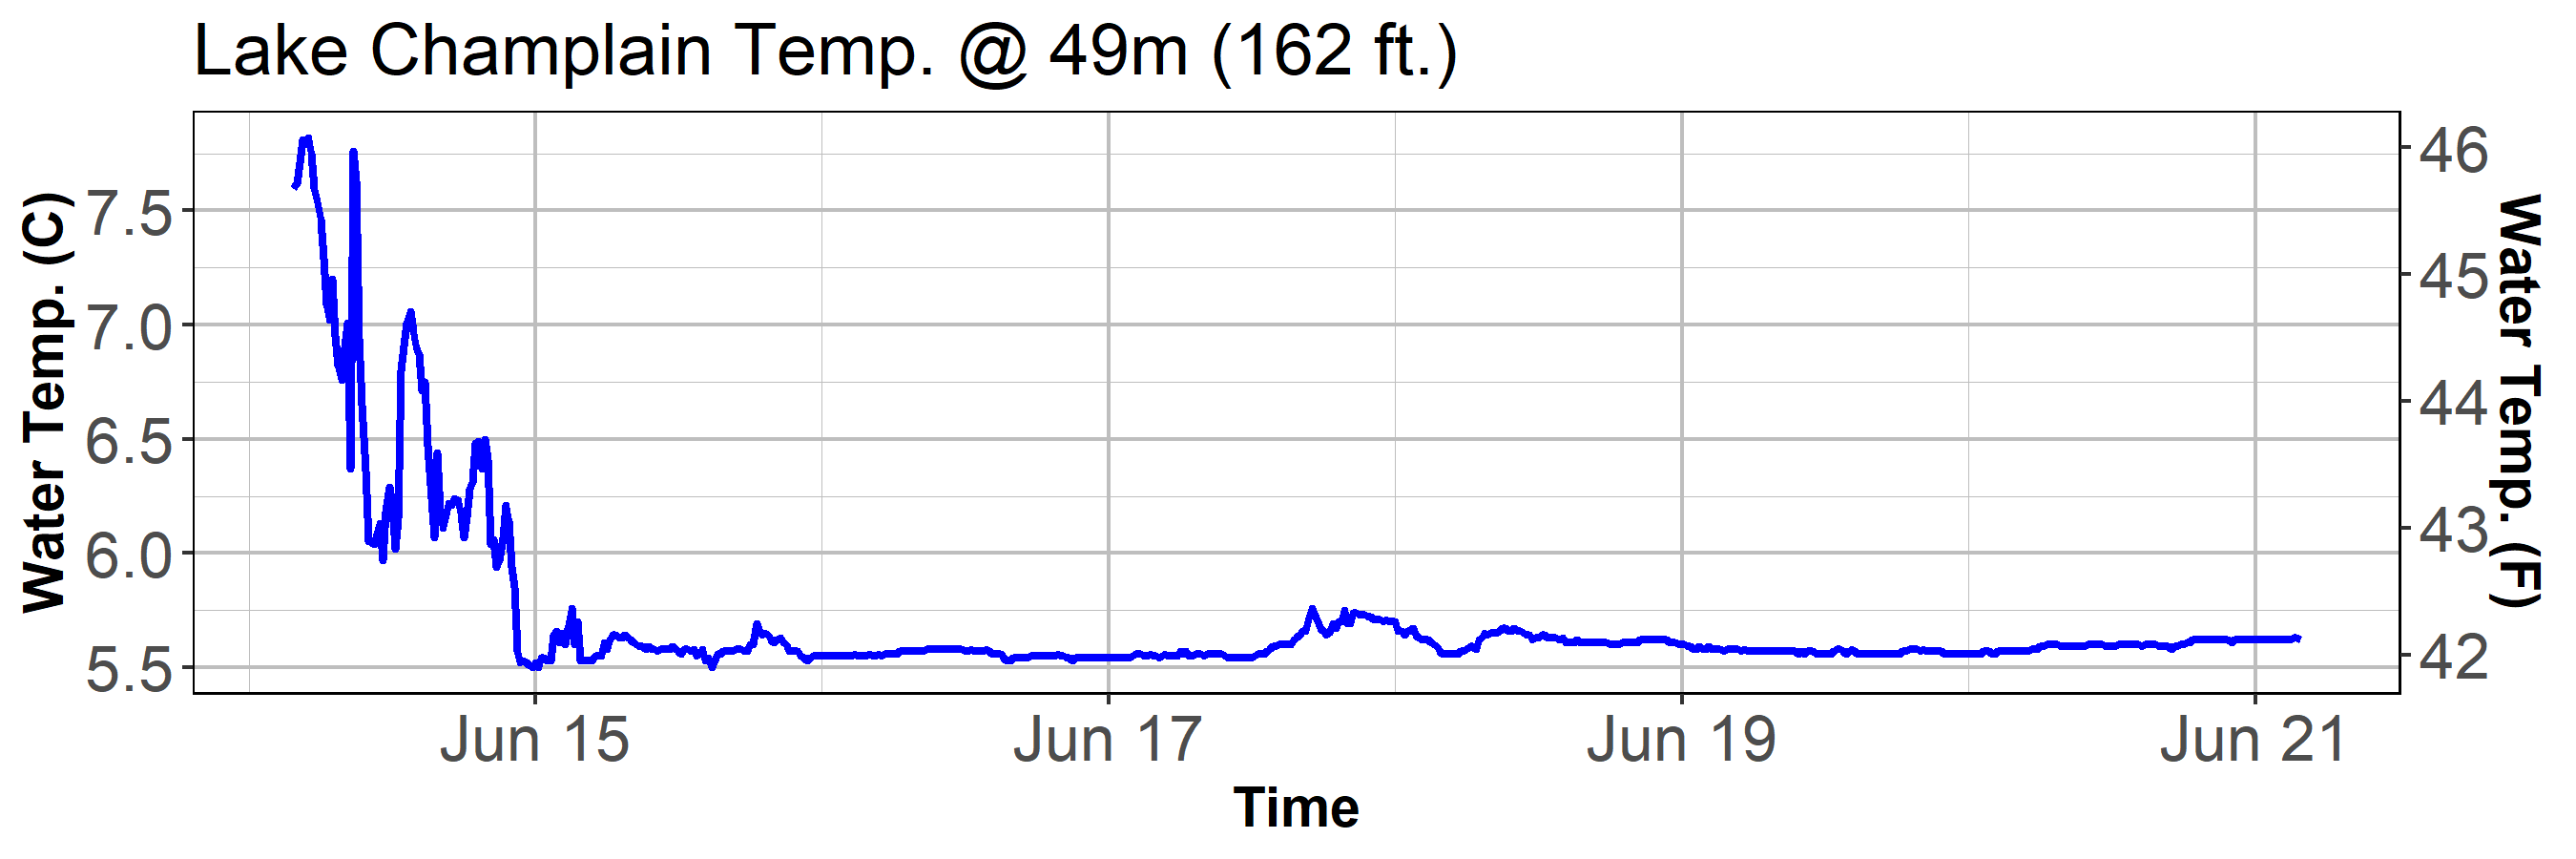 Lake Champlain Temp. @ 49m (162 ft.)
Water Temp. (C)
7.5
7.0
6.5
6.0
5.5
46
45
44
43
42
Water Temp. (F)
Jun 15 Jun 17 Jun 19 Jun 21
Time